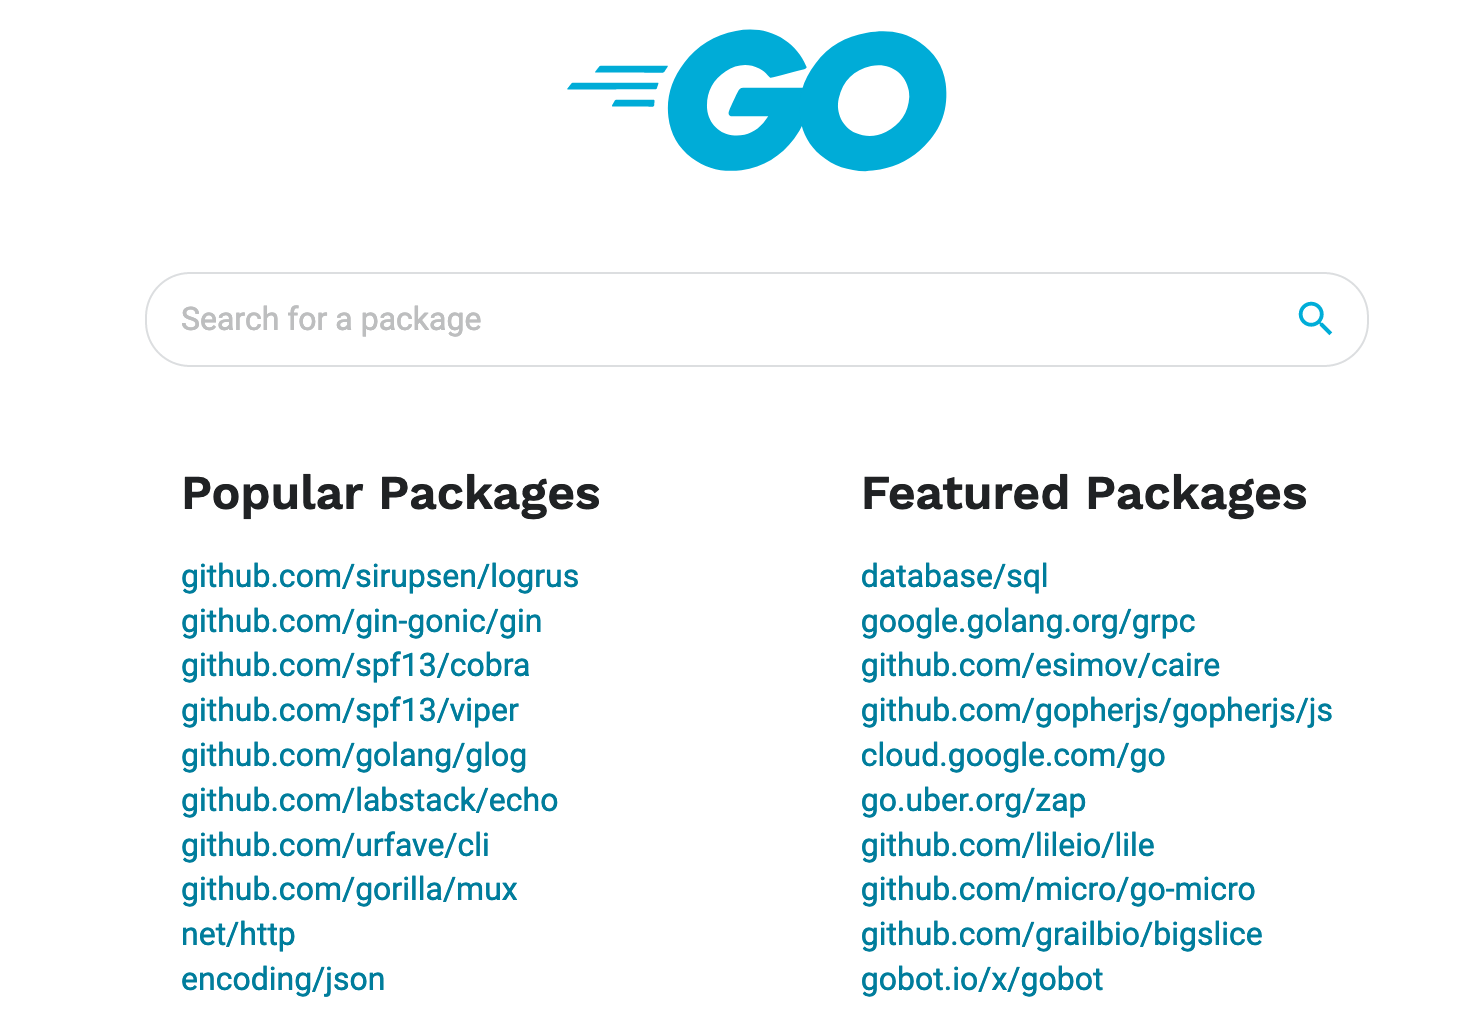 GO
Search for a package
Popular Packages
github.com/sirupsen/logrus
github.com/gin-gonic/gin
github.com/spf13/cobra
github.com/spf13/viper
github.com/golang/glog
github.com/labstack/echo
github.com/urfave/cli
github.com/gorilla/mux
net/http
encoding/json
Featured Packages
database/sql
google.golang.org/grpc
github.com/esimov/caire
github.com/gopherjs/gopherjs/js
cloud.google.com/go
go.uber.org/zap
github.com/lileio/lile
github.com/micro/go-micro
github.com/grailbio/bigslice
gobot.io/x/gobot